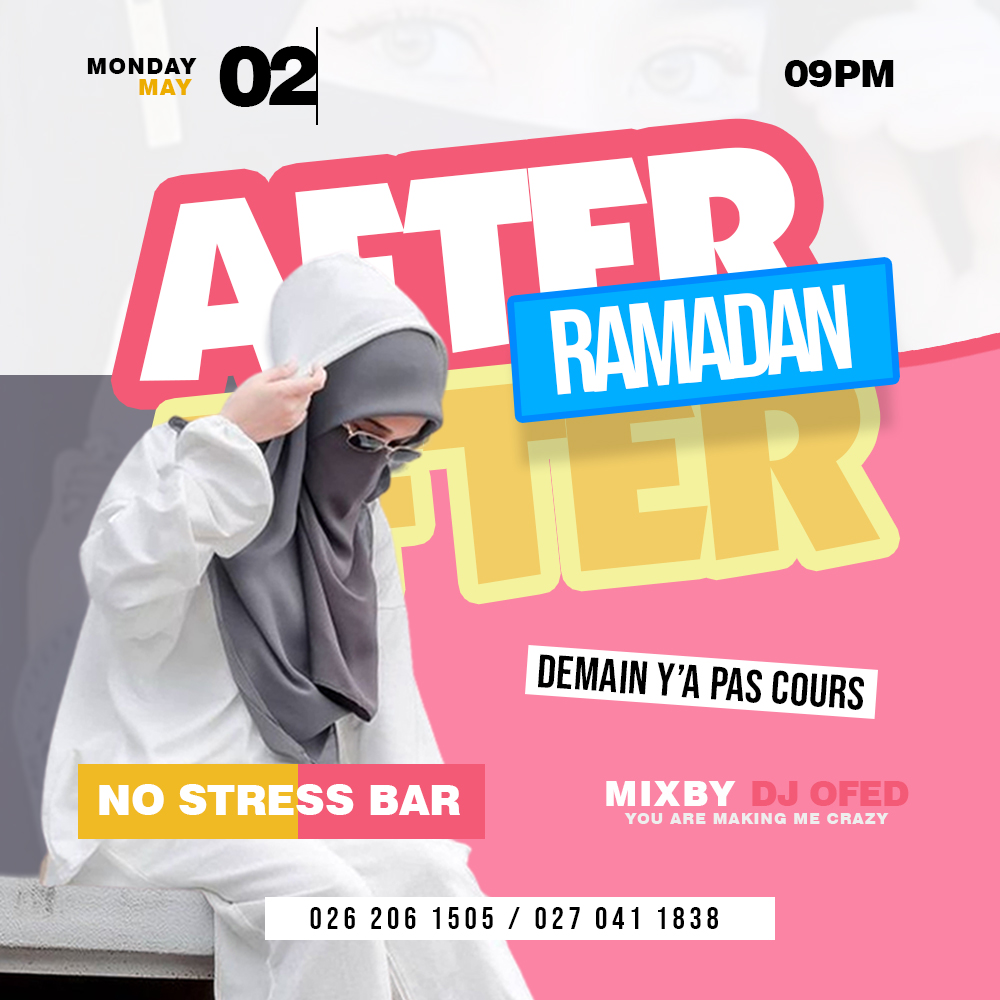 MONDAY
MAY
02
09PM
AFTER
RAMADAN
AFTER
DEMAIN Y'A PAS COURS
NO STRESS BAR
MIXBY DJ OFED
YOU ARE MAKING ME CRAZY
026 206 1505 / 027 041 1838